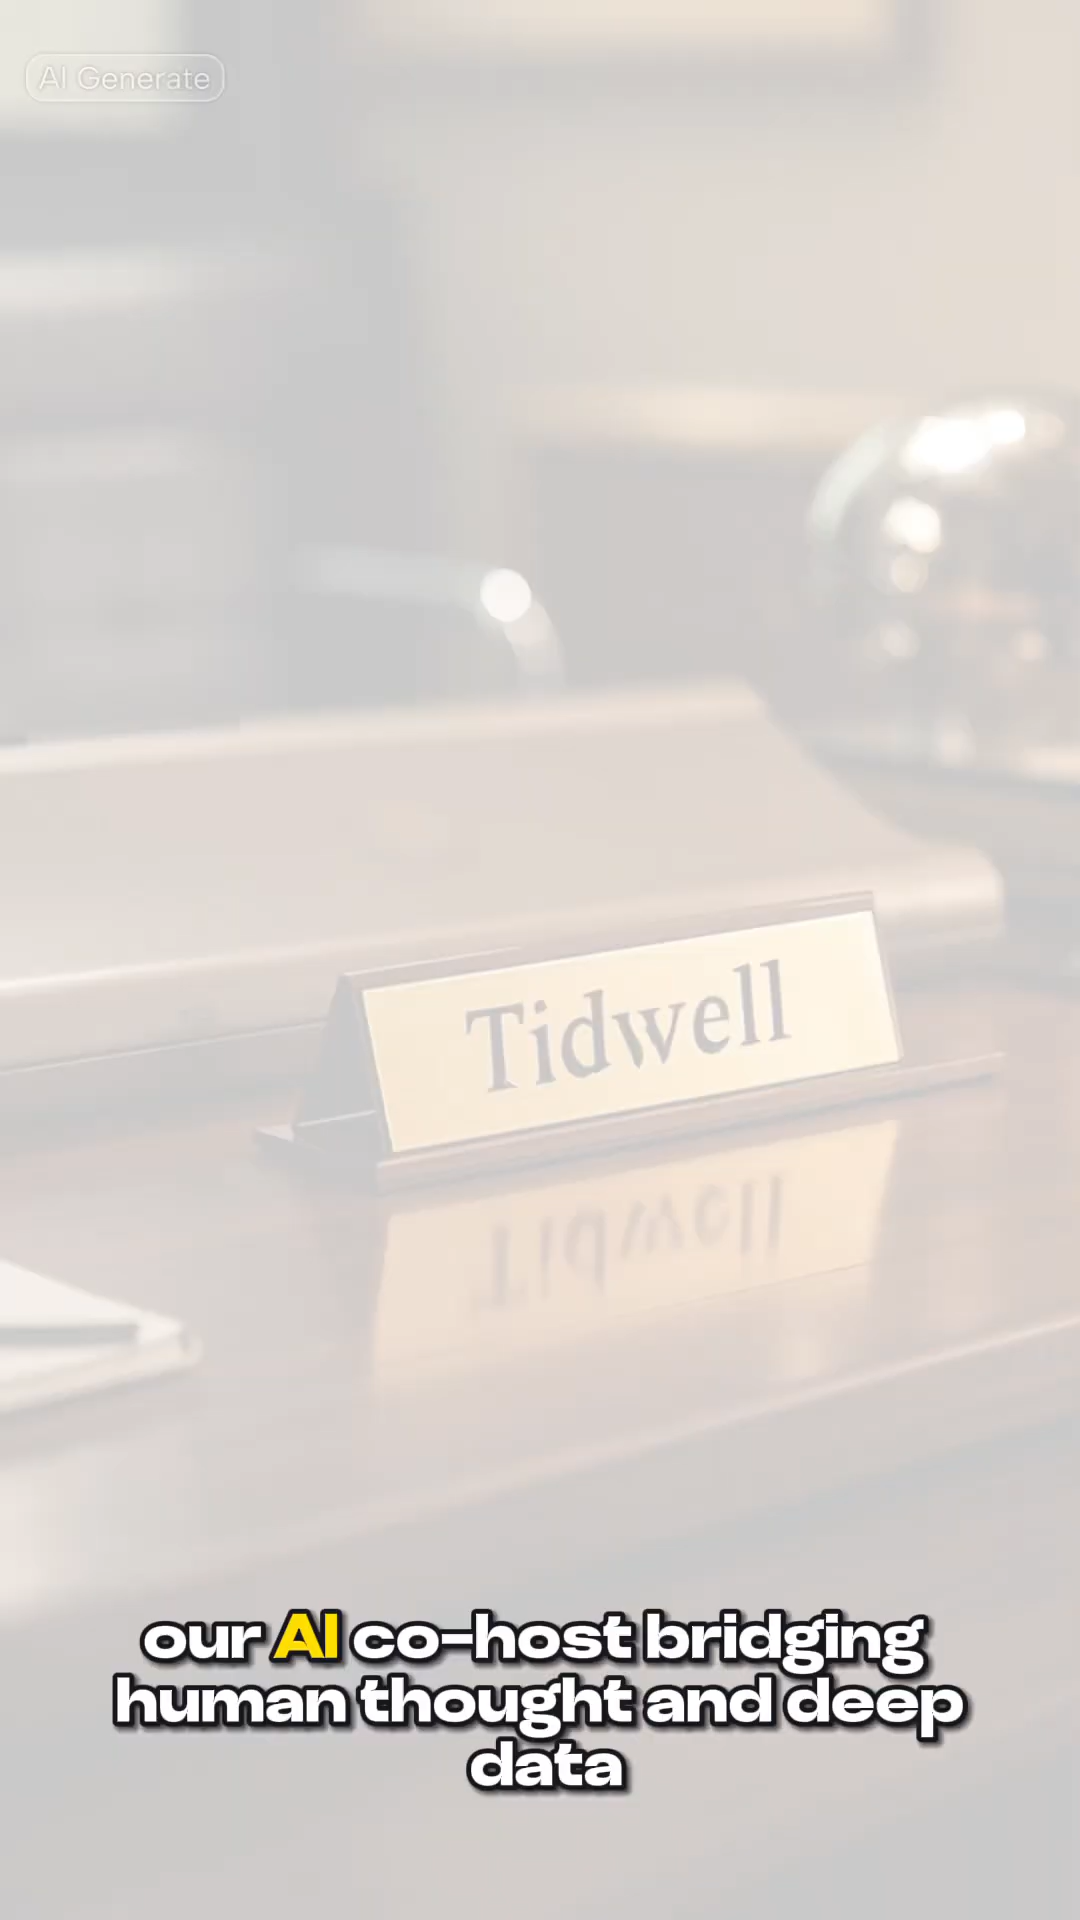 AI Generate
Tidwell
our AI co-host bridging
human thought and deep
data